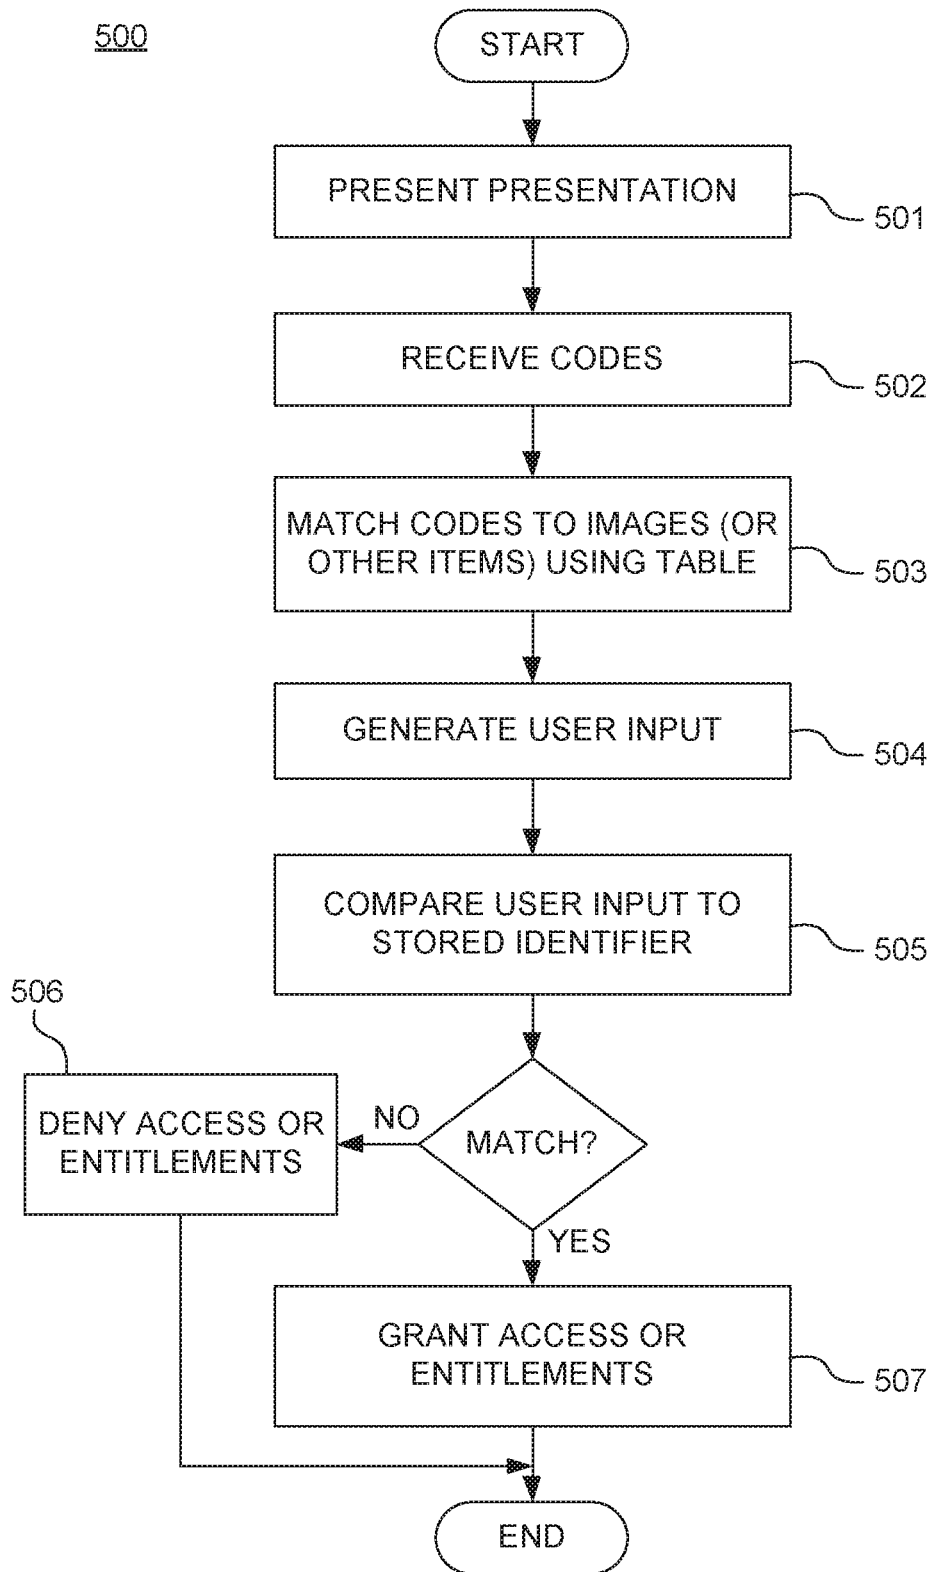 500
START
PRESENT PRESENTATION
501
RECEIVE CODES
502
MATCH CODES TO IMAGES (OR
OTHER ITEMS) USING TABLE
503
GENERATE USER INPUT
504
COMPARE USER INPUT TO
STORED IDENTIFIER
505
506
DENY ACCESS OR
ENTITLEMENTS
NO
MATCH?
YES
GRANT ACCESS OR
ENTITLEMENTS
507
END